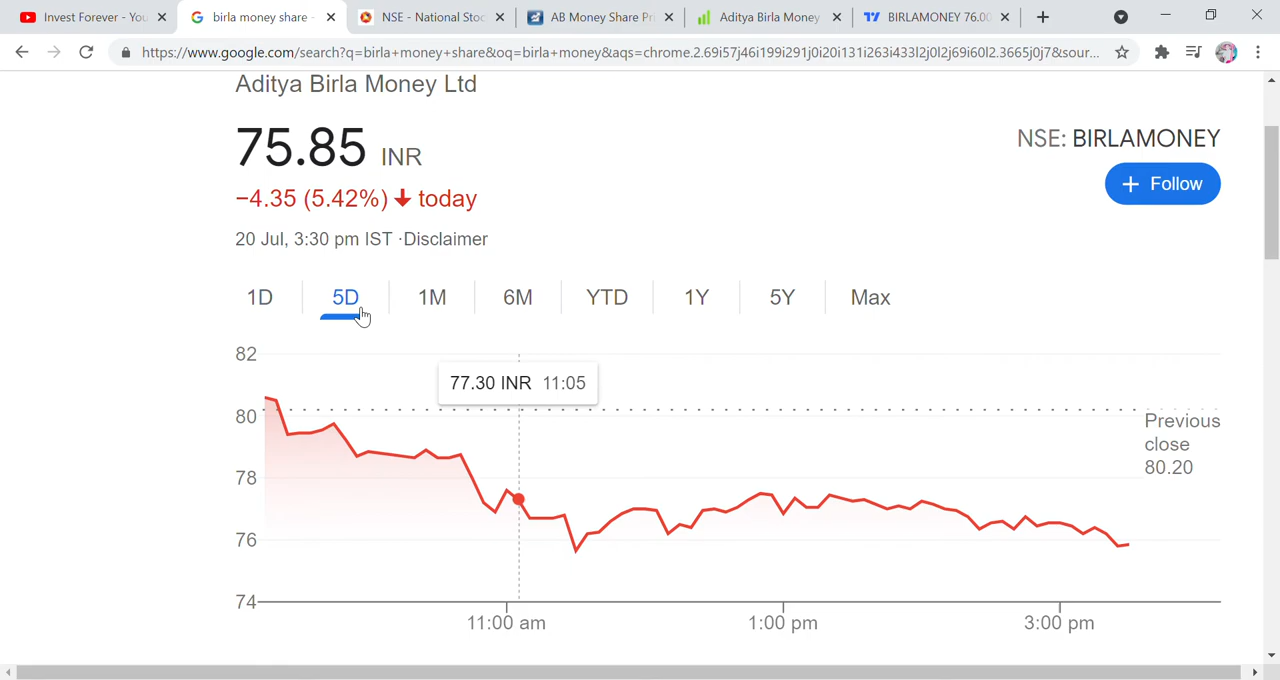 Invest Forever - You
birla money share -
NSE - National Stoc
AB Money Share Pri
Aditya Birla Money
BIRLAMONEY 76.00
https://www.google.com/search?q=birla+money+share&oq=birla+money&aqs=chrome.2.69i57j46i199i291j0i20i131i263i433l2j0l2j69i60l2.3665j0j7&sour...
Aditya Birla Money Ltd
75.85 INR
NSE: BIRLAMONEY
−4.35 (5.42%) today
+ Follow
20 Jul, 3:30 pm IST ·Disclaimer
1D 5D 1M 6M YTD 1Y 5Y Max
82
77.30 INR 11:05
80
Previous
close
80.20
78
76
74
11:00 am 1:00 pm 3:00 pm